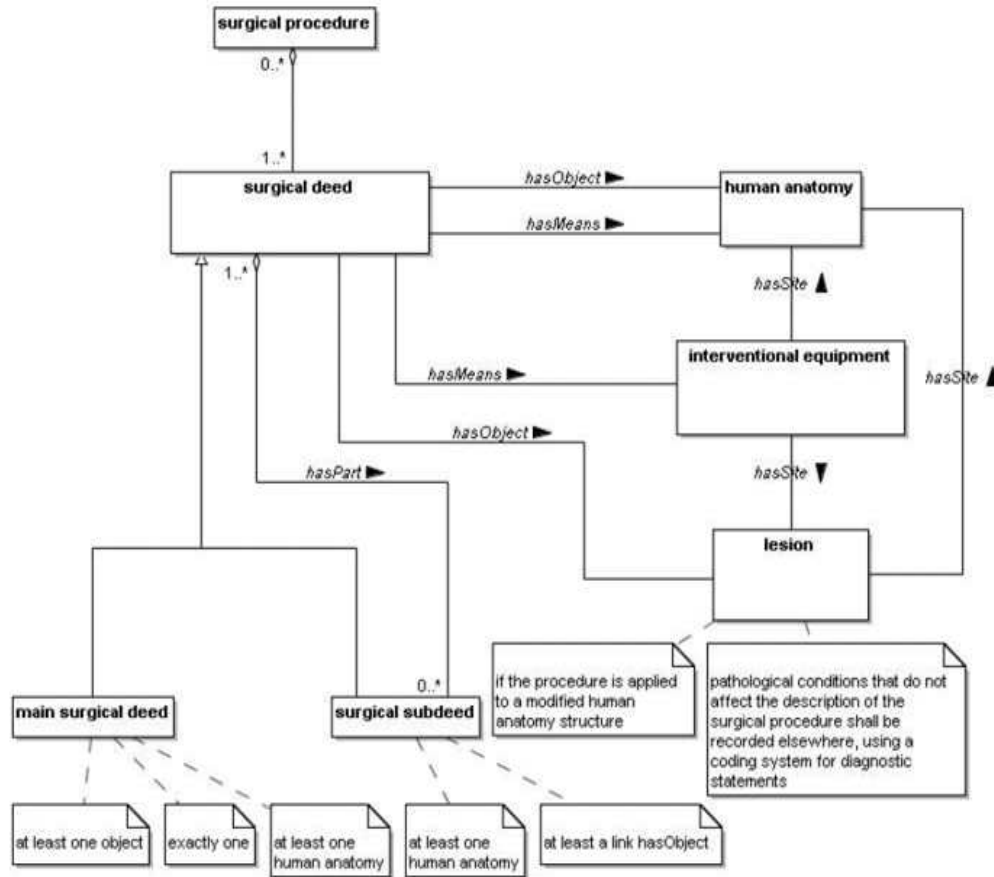 surgical procedure
0..*
1..*
surgical deed
hasObject ►
human anatomy
hasMeans ►
1..*
hasSite ▲
interventional equipment
hasMeans ►
hasSite ▲
hasObject ►
hasPart ►
hasSite ▼
lesion
0..*
main surgical deed
surgical subdeed
if the procedure is applied
to a modified human
anatomy structure
pathological conditions that do not
affect the description of the
surgical procedure shall be
recorded elsewhere, using a
coding system for diagnostic
statements
at least one object
exactly one
at least one
human anatomy
at least one
human anatomy
at least a link hasObject